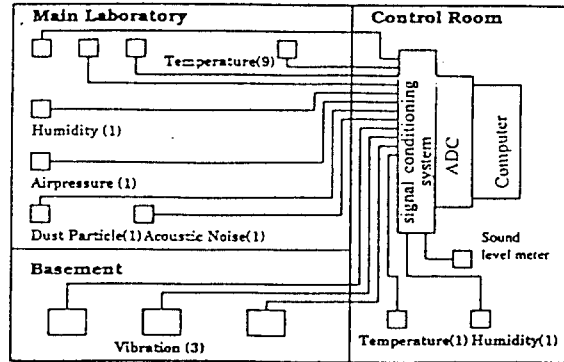 Main Laboratory
Control Room
Temperature(9)
Humidity (1)
Airpressure (1)
Dust Particle(1) Acoustic Noise(1)
signal conditioning
system
ADC
Computer
Sound
level meter
Basement
Vibration (3)
Temperature(1) Humidity(1)